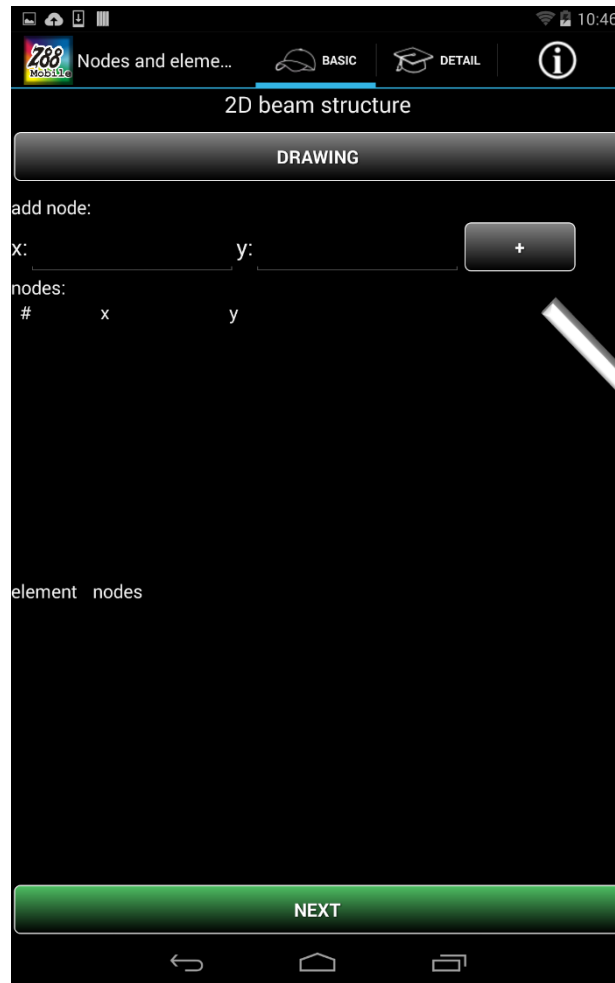 10:46
Z88 Mobile Nodes and eleme... BASIC DETAIL i
2D beam structure
DRAWING
add node:
x: y: +
nodes:
# x y
element nodes
NEXT